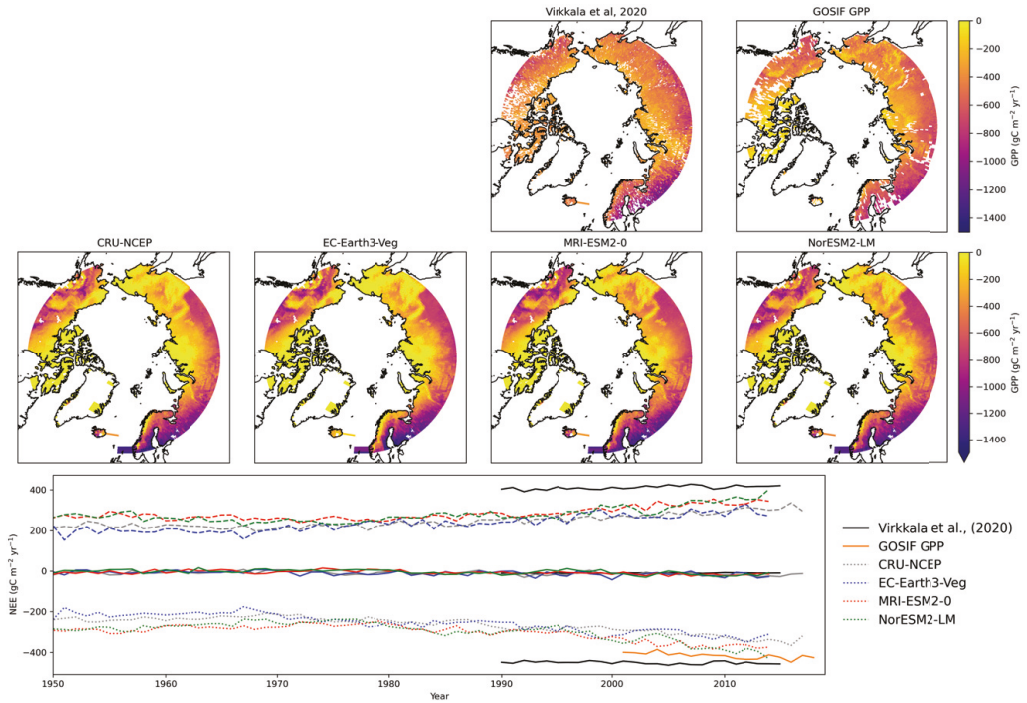 Virkkala et al, 2020
GOSIF GPP
0
−200
−400
−600
−800
−1000
−1200
−1400
GPP (gC m−2 yr−1)
CRU-NCEP
EC-Earth3-Veg
MRI-ESM2-0
NorESM2-LM
0
−200
−400
−600
−800
−1000
−1200
−1400
GPP (gC m−2 yr−1)
400
200
0
−200
−400
NEE (gC m−2 yr−1)
1950
1960
1970
1980
1990
2000
2010
Year
Virkkala et al., (2020)
GOSIF GPP
CRU-NCEP
EC-Earth3-Veg
MRI-ESM2-0
NorESM2-LM